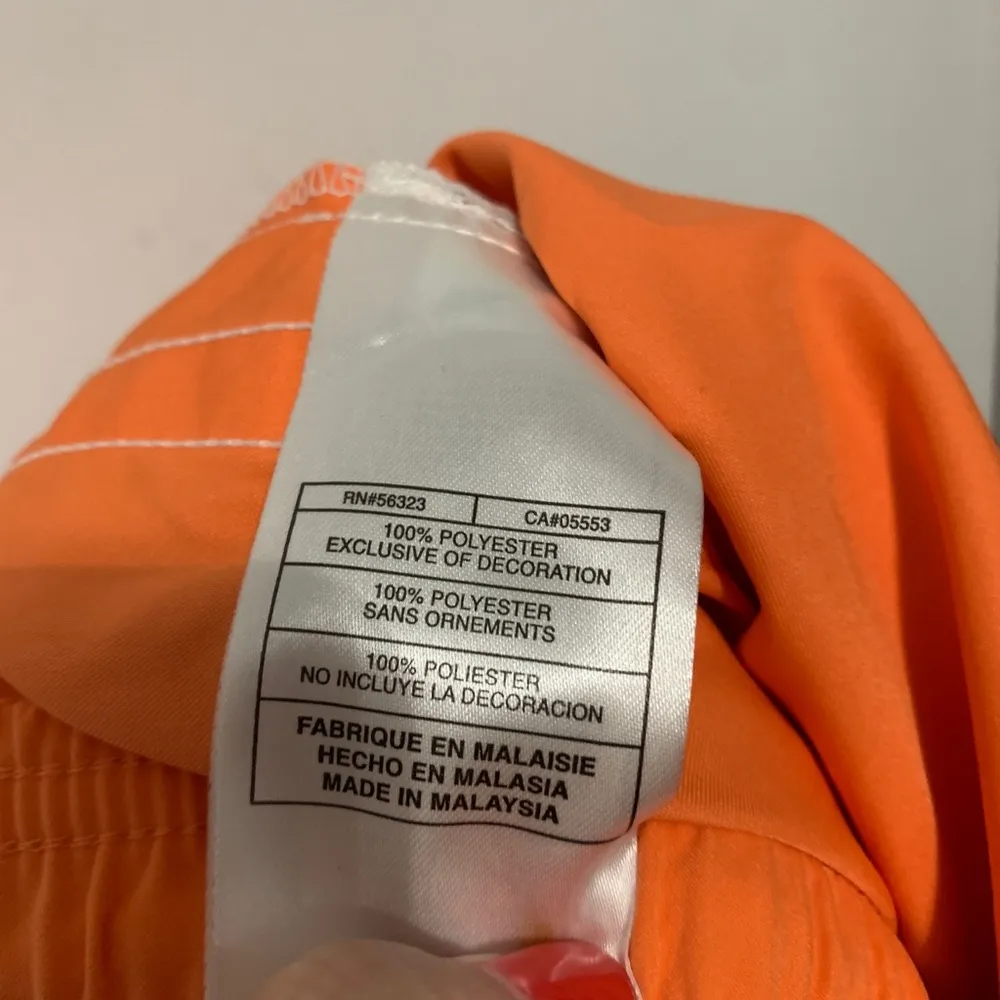 RN#56323
CA#05553
100% POLYESTER
EXCLUSIVE OF DECORATION
100% POLYESTER
SANS ORNEMENTS
100% POLIESTER
NO INCLUYE LA DECORACION
FABRIQUE EN MALAISIE
HECHO EN MALASIA
MADE IN MALAYSIA